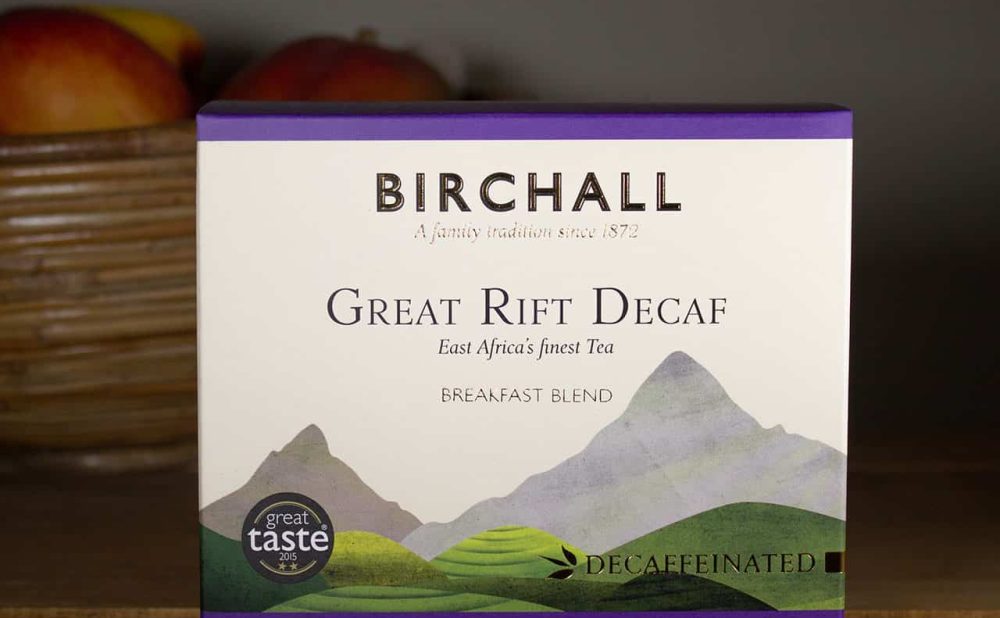 BIRCHALL
A family tradition since 1872
GREAT RIFT DECAF
East Africa's finest Tea
BREAKFAST BLEND
great
taste®
2015
DECAFFEINATED